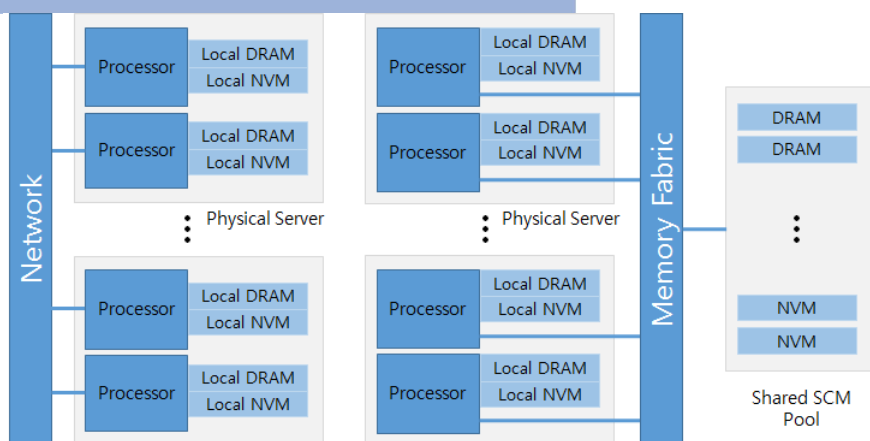 Network
Processor
Local DRAM
Local NVM
Processor
Local DRAM
Local NVM
Physical Server
Processor
Local DRAM
Local NVM
Processor
Local DRAM
Local NVM
Processor
Local DRAM
Local NVM
Processor
Local DRAM
Local NVM
Physical Server
Processor
Local DRAM
Local NVM
Processor
Local DRAM
Local NVM
Memory Fabric
DRAM
DRAM
NVM
NVM
Shared SCM
Pool